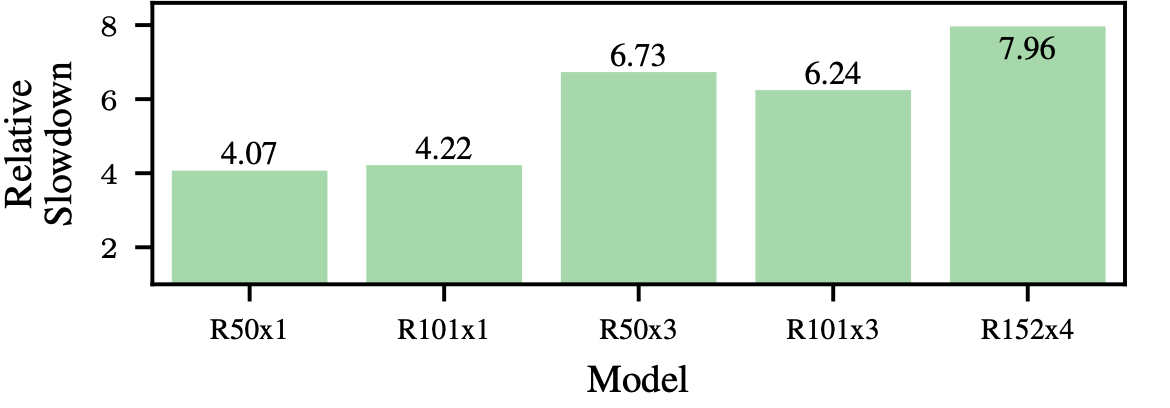 Relative
Slowdown
8
6
4
2
4.07
4.22
6.73
6.24
7.96
R50x1
R101x1
R50x3
R101x3
R152x4
Model